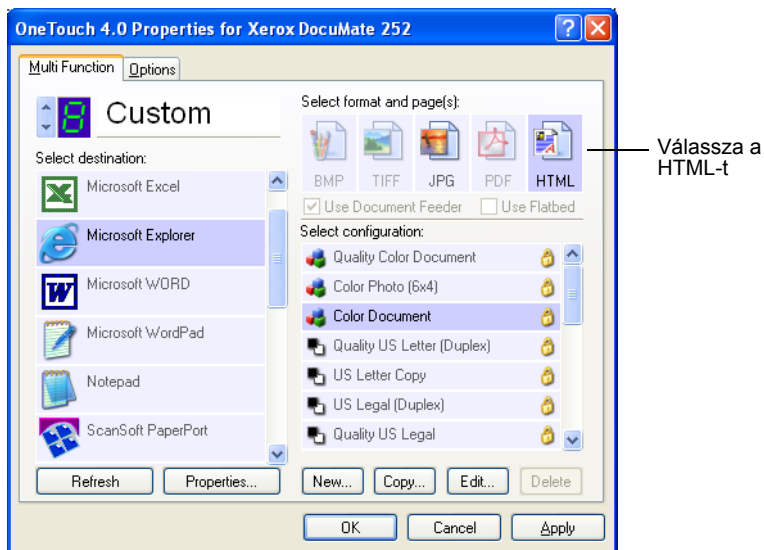 OneTouch 4.0 Properties for Xerox DocuMate 252
Multi Function
Options
8
Custom
Select destination:
Microsoft Excel
Microsoft Explorer
Microsoft WORD
Microsoft WordPad
Notepad
ScanSoft PaperPort
Refresh
Properties...
Select format and page(s):
BMP TIFF JPG PDF HTML
Use Document Feeder
Use Flatbed
Select configuration:
Quality Color Document
Color Photo (6x4)
Color Document
Quality US Letter (Duplex)
US Letter Copy
US Legal (Duplex)
Quality US Legal
New...
Copy...
Edit...
Delete
OK
Cancel
Apply
Válassza a
HTML-t